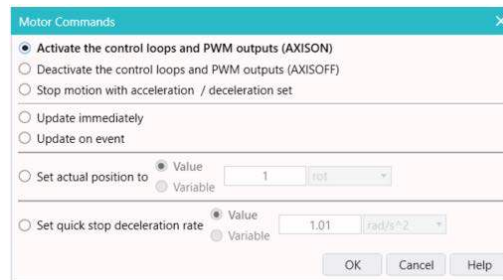 Motor Commands
Activate the control loops and PWM outputs (AXISON)
Deactivate the control loops and PWM outputs (AXISOFF)
Stop motion with acceleration / deceleration set
Update immediately
Update on event
Set actual position to
Value
Variable
1
rot
Set quick stop deceleration rate
Value
Variable
1.01
rad/s^2
OK Cancel Help